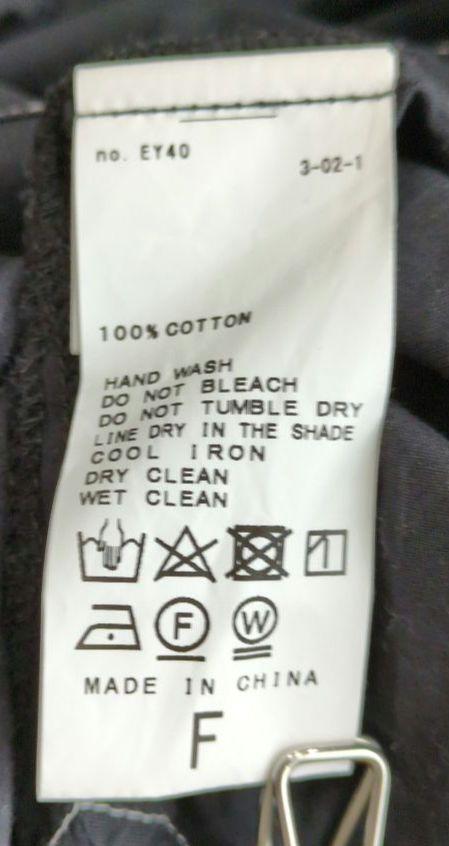 no. EY40
3-02-1
100% COTTON
HAND WASH
DO NOT BLEACH
DO NOT TUMBLE DRY
LINE DRY IN THE SHADE
COOL IRON
DRY CLEAN
WET CLEAN
F W
MADE IN CHINA
F